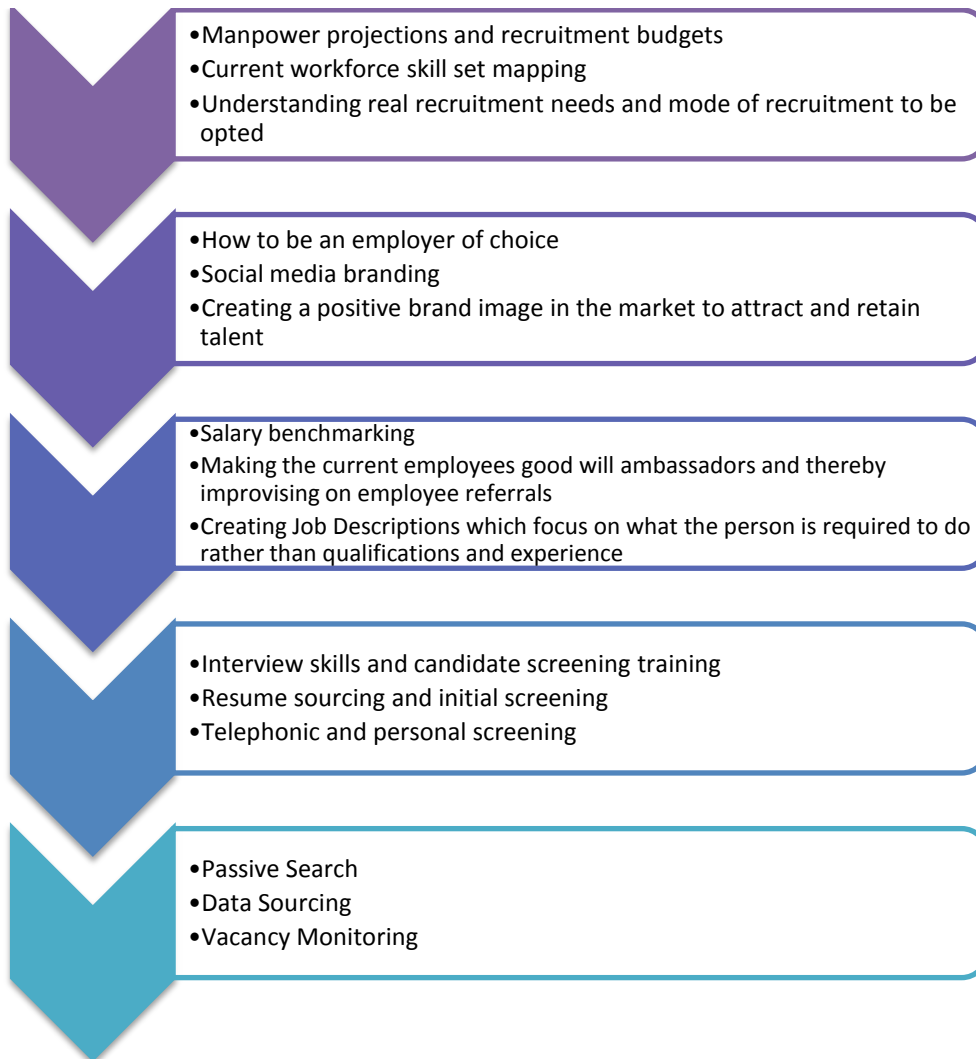 •Manpower projections and recruitment budgets
•Current workforce skill set mapping
•Understanding real recruitment needs and mode of recruitment to be
opted
•How to be an employer of choice
•Social media branding
•Creating a positive brand image in the market to attract and retain
talent
•Salary benchmarking
•Making the current employees good will ambassadors and thereby
improvising on employee referrals
•Creating Job Descriptions which focus on what the person is required to do
rather than qualifications and experience
•Interview skills and candidate screening training
•Resume sourcing and initial screening
•Telephonic and personal screening
•Passive Search
•Data Sourcing
•Vacancy Monitoring